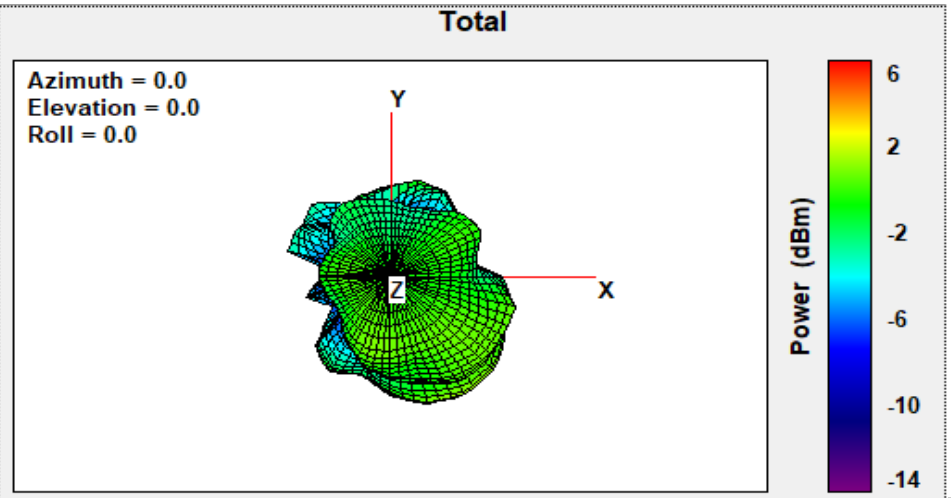 Total
Azimuth = 0.0
Elevation = 0.0
Roll = 0.0
Y
Z
X
Power (dBm)
6
2
-2
-6
-10
-14